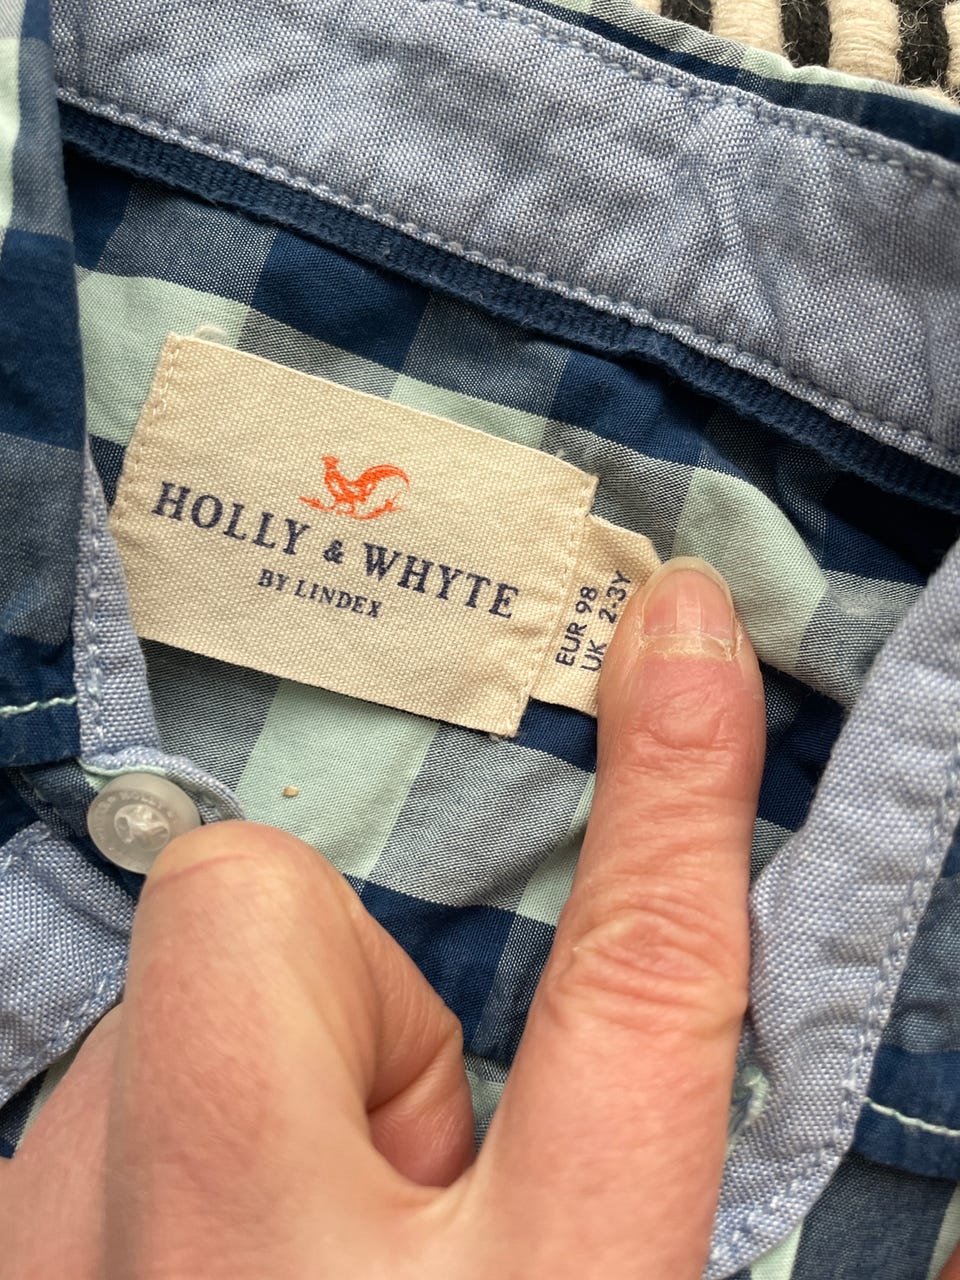 HOLLY & WHYTE
BY LINDEX
EUR 98
UK 2-3Y